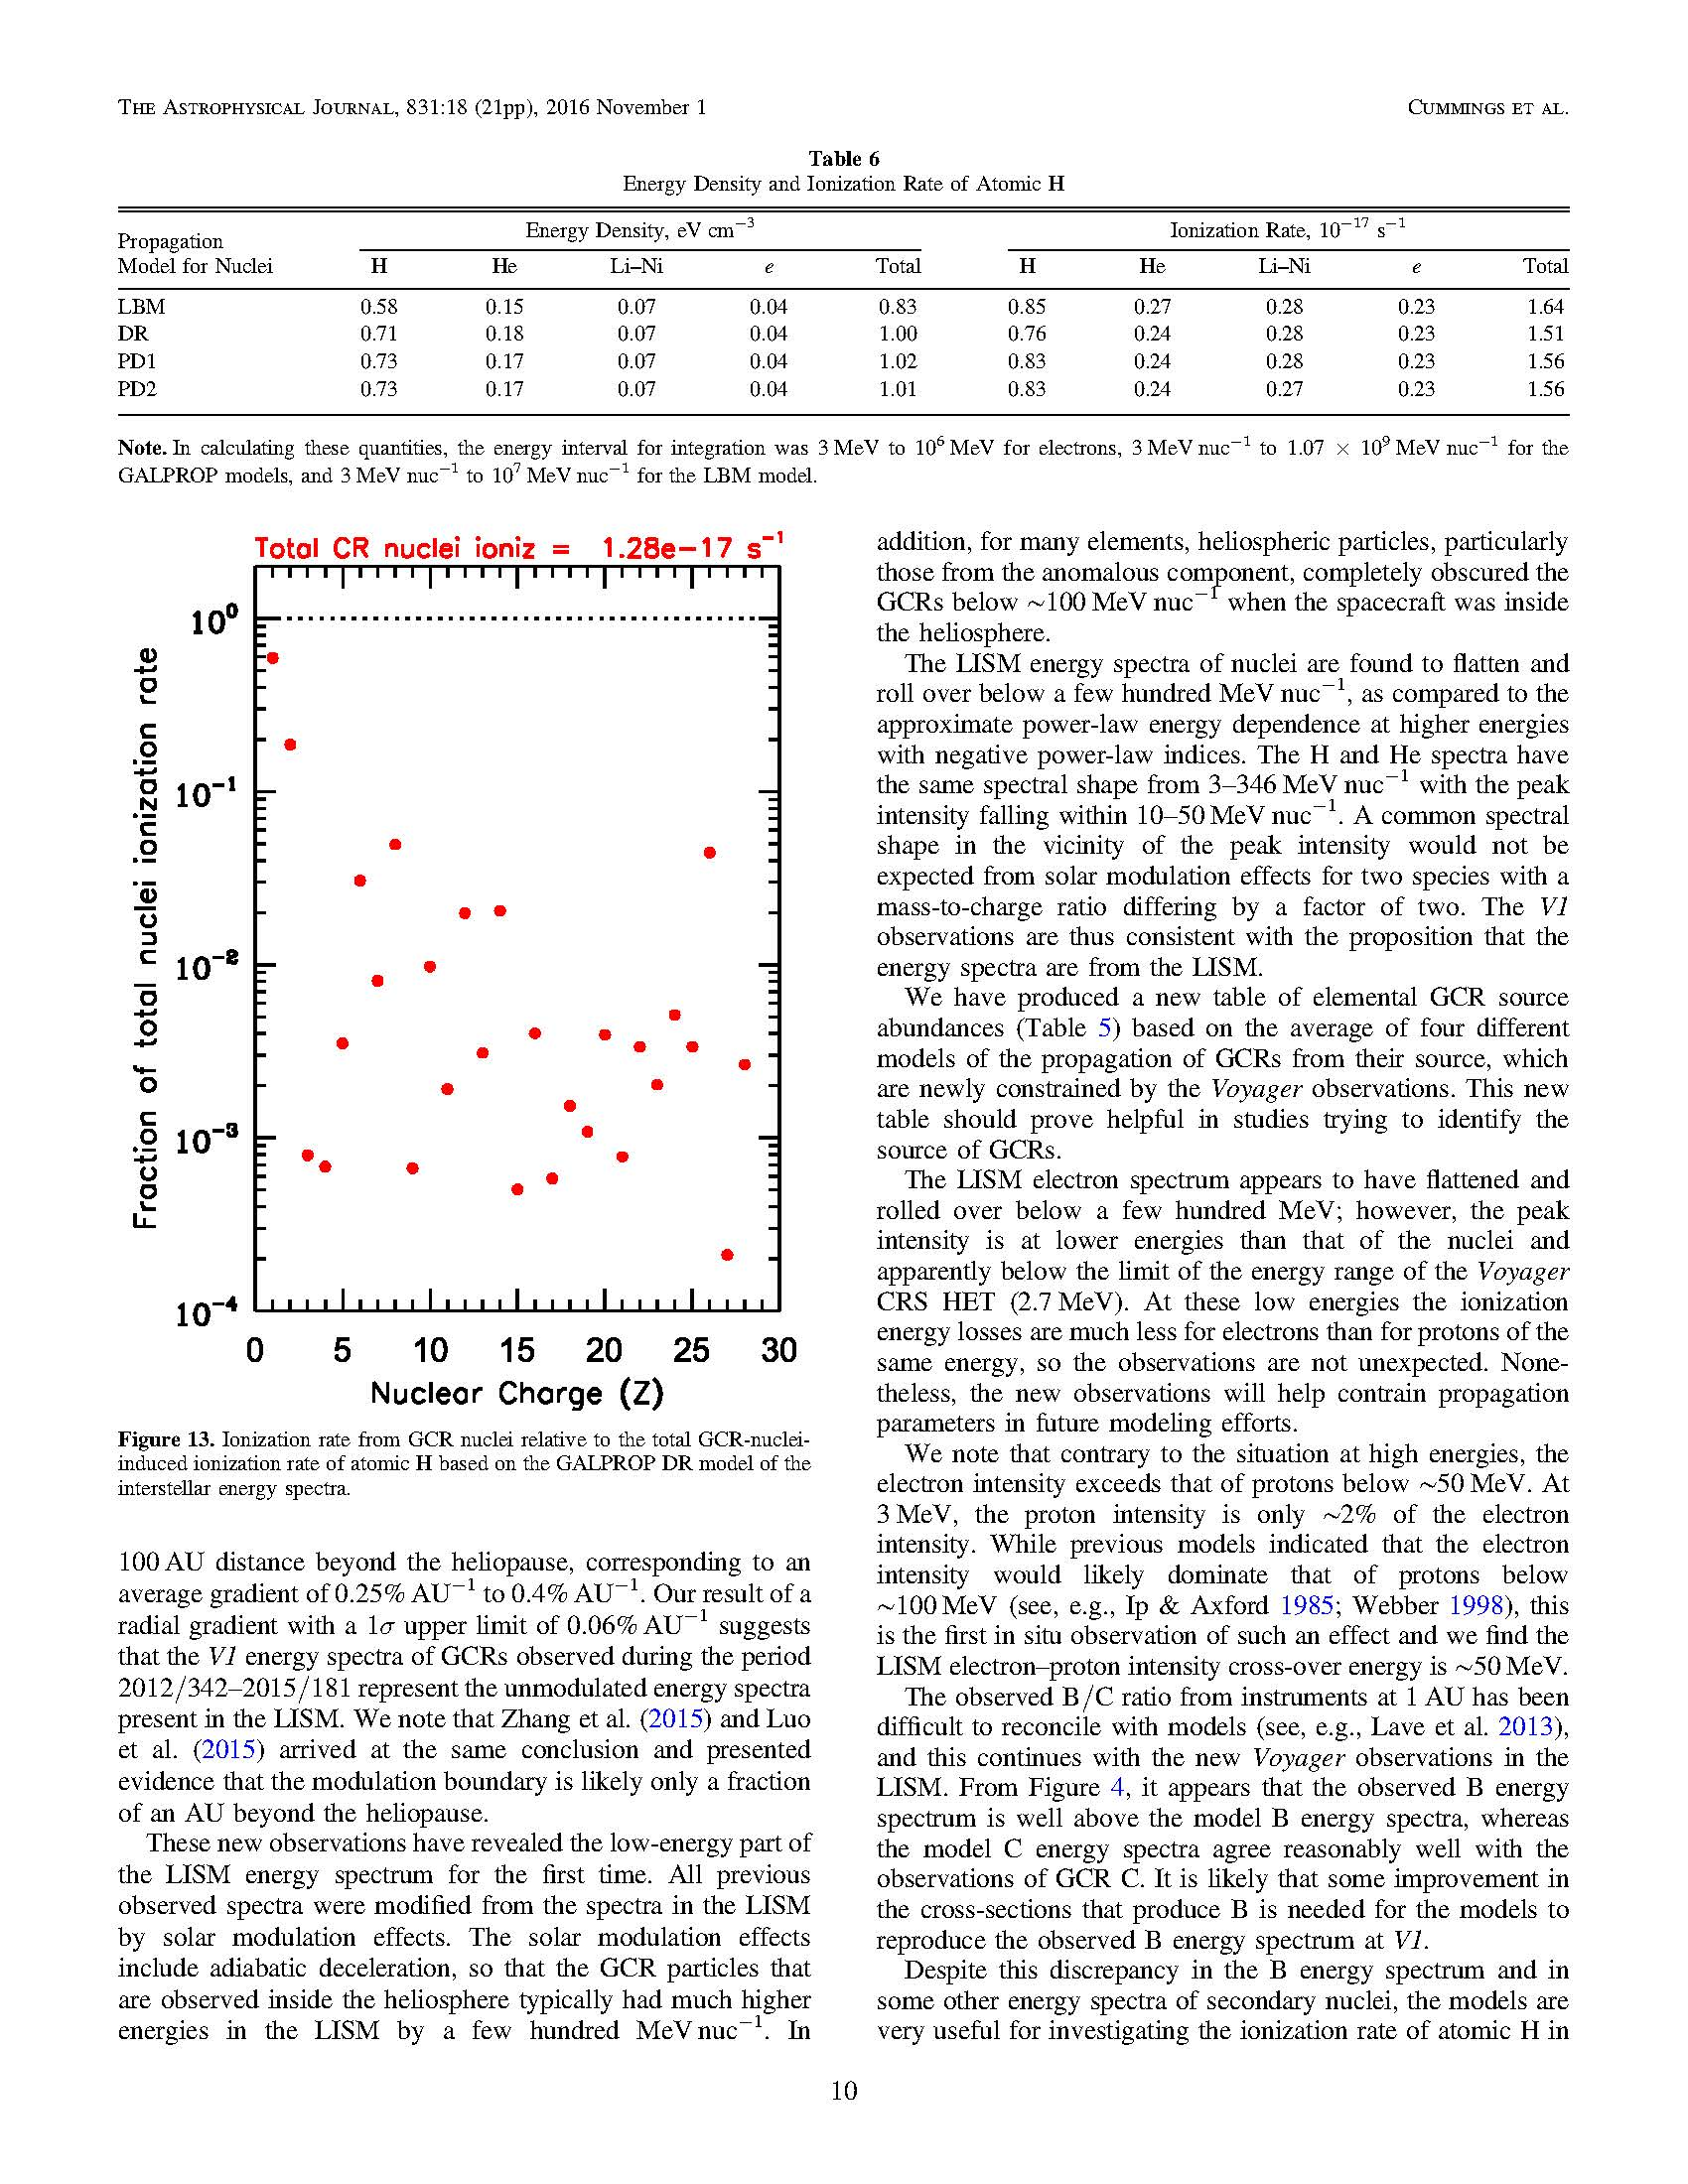 THE ASTROPHYSICAL JOURNAL, 831:18 (21pp), 2016 November 1
CUMMINGS ET AL.
Table 6
Energy Density and Ionization Rate of Atomic H
Propagation Model for Nuclei | Energy Density, eV cm⁻³ | Ionization Rate, 10⁻¹⁷ s⁻¹
H He Li–Ni e Total H He Li–Ni e Total
LBM 0.58 0.15 0.07 0.04 0.83 0.85 0.27 0.28 0.23 1.64
DR 0.71 0.18 0.07 0.04 1.00 0.76 0.24 0.28 0.23 1.51
PD1 0.73 0.17 0.07 0.04 1.02 0.83 0.24 0.28 0.23 1.56
PD2 0.73 0.17 0.07 0.04 1.01 0.83 0.24 0.27 0.23 1.56
Note. In calculating these quantities, the energy interval for integration was 3 MeV to 10⁶ MeV for electrons, 3 MeV nuc⁻¹ to 1.07 × 10⁹ MeV nuc⁻¹ for the
GALPROP models, and 3 MeV nuc⁻¹ to 10⁷ MeV nuc⁻¹ for the LBM model.
Total CR nuclei ioniz = 1.28e−17 s⁻¹
Fraction of total nuclei ionization rate
10⁰
10⁻¹
10⁻²
10⁻³
10⁻⁴
0 5 10 15 20 25 30
Nuclear Charge (Z)
Figure 13. Ionization rate from GCR nuclei relative to the total GCR-nuclei-
induced ionization rate of atomic H based on the GALPROP DR model of the
interstellar energy spectra.
100 AU distance beyond the heliopause, corresponding to an
average gradient of 0.25% AU⁻¹ to 0.4% AU⁻¹. Our result of a
radial gradient with a 1σ upper limit of 0.06% AU⁻¹ suggests
that the V1 energy spectra of GCRs observed during the period
2012/342–2015/181 represent the unmodulated energy spectra
present in the LISM. We note that Zhang et al. (2015) and Luo
et al. (2015) arrived at the same conclusion and presented
evidence that the modulation boundary is likely only a fraction
of an AU beyond the heliopause.
These new observations have revealed the low-energy part of
the LISM energy spectrum for the first time. All previous
observed spectra were modified from the spectra in the LISM
by solar modulation effects. The solar modulation effects
include adiabatic deceleration, so that the GCR particles that
are observed inside the heliosphere typically had much higher
energies in the LISM by a few hundred MeV nuc⁻¹. In
addition, for many elements, heliospheric particles, particularly
those from the anomalous component, completely obscured the
GCRs below ~100 MeV nuc⁻¹ when the spacecraft was inside
the heliosphere.
The LISM energy spectra of nuclei are found to flatten and
roll over below a few hundred MeV nuc⁻¹, as compared to the
approximate power-law energy dependence at higher energies
with negative power-law indices. The H and He spectra have
the same spectral shape from 3–346 MeV nuc⁻¹ with the peak
intensity falling within 10–50 MeV nuc⁻¹. A common spectral
shape in the vicinity of the peak intensity would not be
expected from solar modulation effects for two species with a
mass-to-charge ratio differing by a factor of two. The V1
observations are thus consistent with the proposition that the
energy spectra are from the LISM.
We have produced a new table of elemental GCR source
abundances (Table 5) based on the average of four different
models of the propagation of GCRs from their source, which
are newly constrained by the Voyager observations. This new
table should prove helpful in studies trying to identify the
source of GCRs.
The LISM electron spectrum appears to have flattened and
rolled over below a few hundred MeV; however, the peak
intensity is at lower energies than that of the nuclei and
apparently below the limit of the energy range of the Voyager
CRS HET (2.7 MeV). At these low energies the ionization
energy losses are much less for electrons than for protons of the
same energy, so the observations are not unexpected. None-
theless, the new observations will help contrain propagation
parameters in future modeling efforts.
We note that contrary to the situation at high energies, the
electron intensity exceeds that of protons below ~50 MeV. At
3 MeV, the proton intensity is only ~2% of the electron
intensity. While previous models indicated that the electron
intensity would likely dominate that of protons below
~100 MeV (see, e.g., Ip & Axford 1985; Webber 1998), this
is the first in situ observation of such an effect and we find the
LISM electron–proton intensity cross-over energy is ~50 MeV.
The observed B/C ratio from instruments at 1 AU has been
difficult to reconcile with models (see, e.g., Lave et al. 2013),
and this continues with the new Voyager observations in the
LISM. From Figure 4, it appears that the observed B energy
spectrum is well above the model B energy spectra, whereas
the model C energy spectra agree reasonably well with the
observations of GCR C. It is likely that some improvement in
the cross-sections that produce B is needed for the models to
reproduce the observed B energy spectrum at V1.
Despite this discrepancy in the B energy spectrum and in
some other energy spectra of secondary nuclei, the models are
very useful for investigating the ionization rate of atomic H in
10